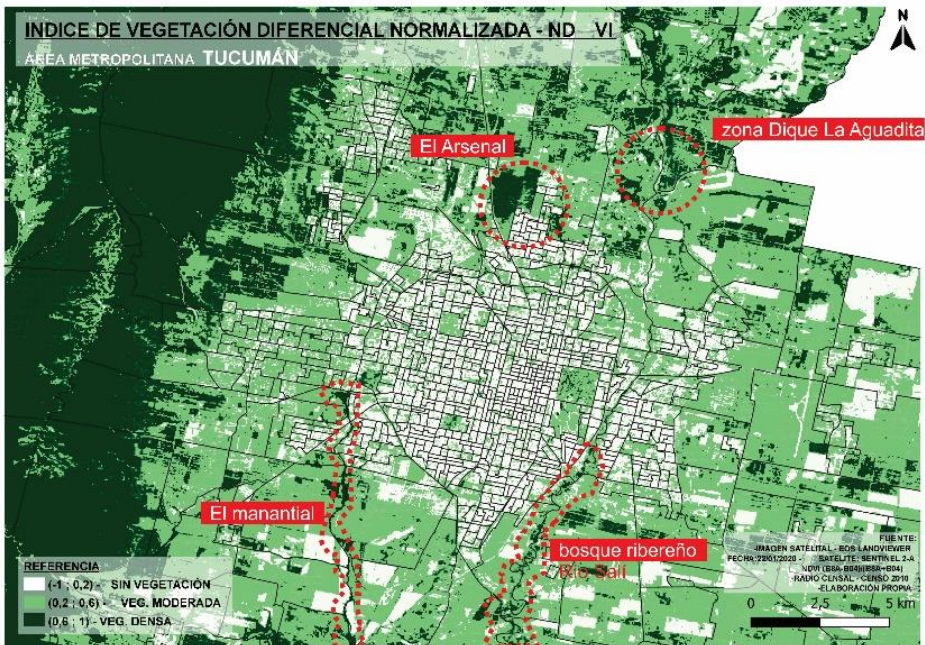 INDICE DE VEGETACIÓN DIFERENCIAL NORMALIZADA - ND VI
ÁREA METROPOLITANA TUCUMÁN
N
El Arsenal
zona Dique La Aguadita
El manantial
bosque ribereño
Río Salí
REFERENCIA
(-1 ; 0,2) - SIN VEGETACIÓN
(0,2 ; 0,6) - VEG. MODERADA
(0,6 ; 1) - VEG. DENSA
FUENTE:
IMAGEN SATELITAL - EOS LANDVIEWER
FECHA:22/01/2020 - SATELITE: SENTINEL 2-A
NDVI (B8A-B04)/(B8A+B04)
RADIO CENSAL - CENSO 2010
-ELABORACIÓN PROPIA-
0 2,5 5 km